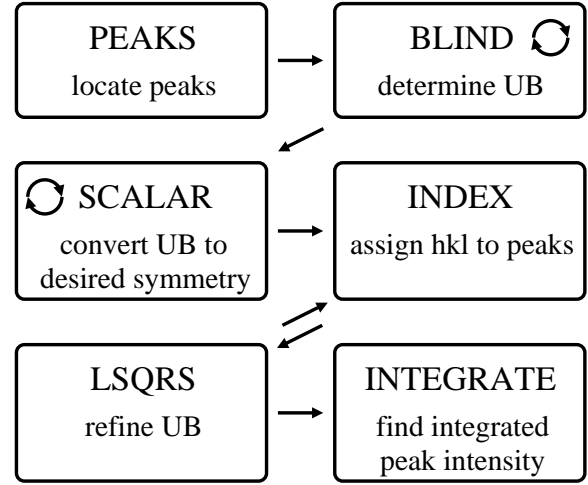 PEAKS
locate peaks
BLIND
determine UB
SCALAR
convert UB to
desired symmetry
INDEX
assign hkl to peaks
LSQRS
refine UB
INTEGRATE
find integrated
peak intensity